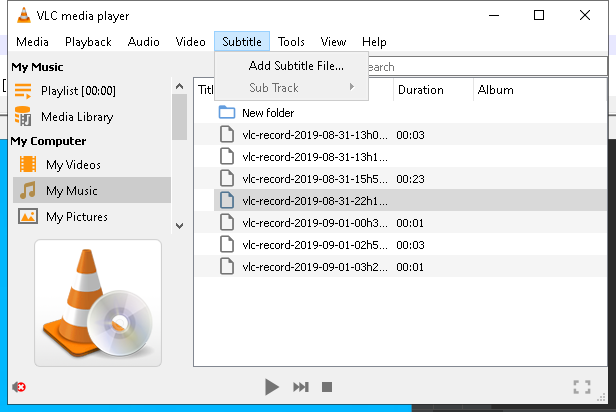 VLC media player
Media Playback Audio Video Subtitle Tools View Help
My Music
Playlist [00:00]
Media Library
My Computer
My Videos
My Music
My Pictures
Add Subtitle File...
Sub Track
earch
Titl Duration Album
New folder
vlc-record-2019-08-31-13h0... 00:03
vlc-record-2019-08-31-13h1...
vlc-record-2019-08-31-15h5... 00:23
vlc-record-2019-08-31-22h1...
vlc-record-2019-09-01-00h3... 00:01
vlc-record-2019-09-01-02h5... 00:03
vlc-record-2019-09-01-03h2... 00:01